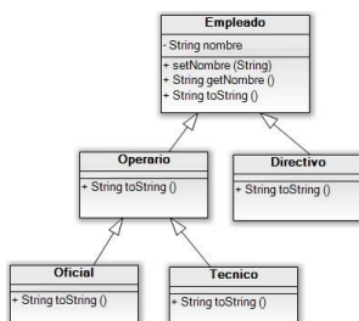 Empleado
- String nombre
+ setNombre (String)
+ String getNombre ()
+ String toString ()
Operario
+ String toString ()
Directivo
+ String toString ()
Oficial
+ String toString ()
Tecnico
+ String toString ()